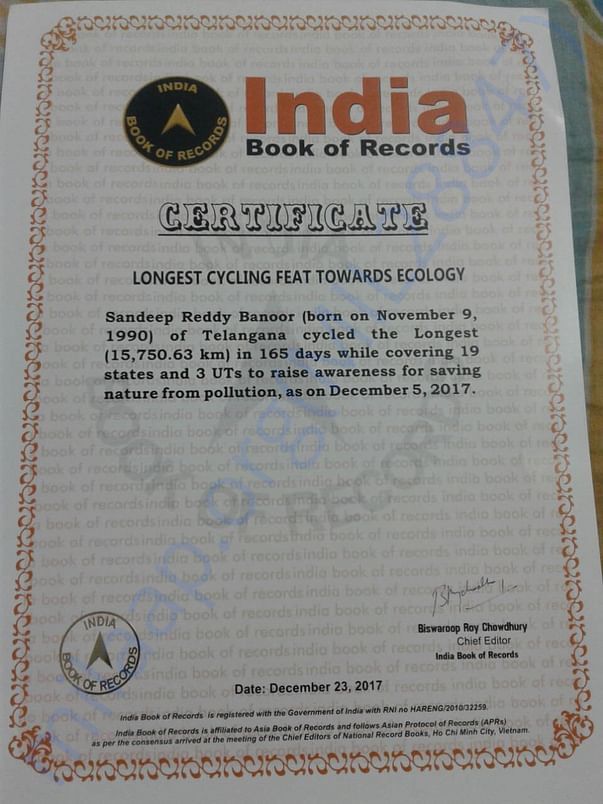 INDIA
BOOK OF RECORDS
India
Book of Records
CERTIFICATE
LONGEST CYCLING FEAT TOWARDS ECOLOGY
Sandeep Reddy Banoor (born on November 9,
1990) of Telangana cycled the Longest
(15,750.63 km) in 165 days while covering 19
states and 3 UTs to raise awareness for saving
nature from pollution, as on December 5, 2017.
Biswaroop Roy Chowdhury
Chief Editor
India Book of Records
INDIA
BOOK OF RECORDS
Date: December 23, 2017
India Book of Records is registered with the Government of India with RNI no HARENG/2010/32259.
India Book of Records is affiliated to Asia Book of Records and follows Asian Protocol of Records (APRs)
as per the consensus arrived at the meeting of the Chief Editors of National Record Books, Ho Chi Minh City, Vietnam.